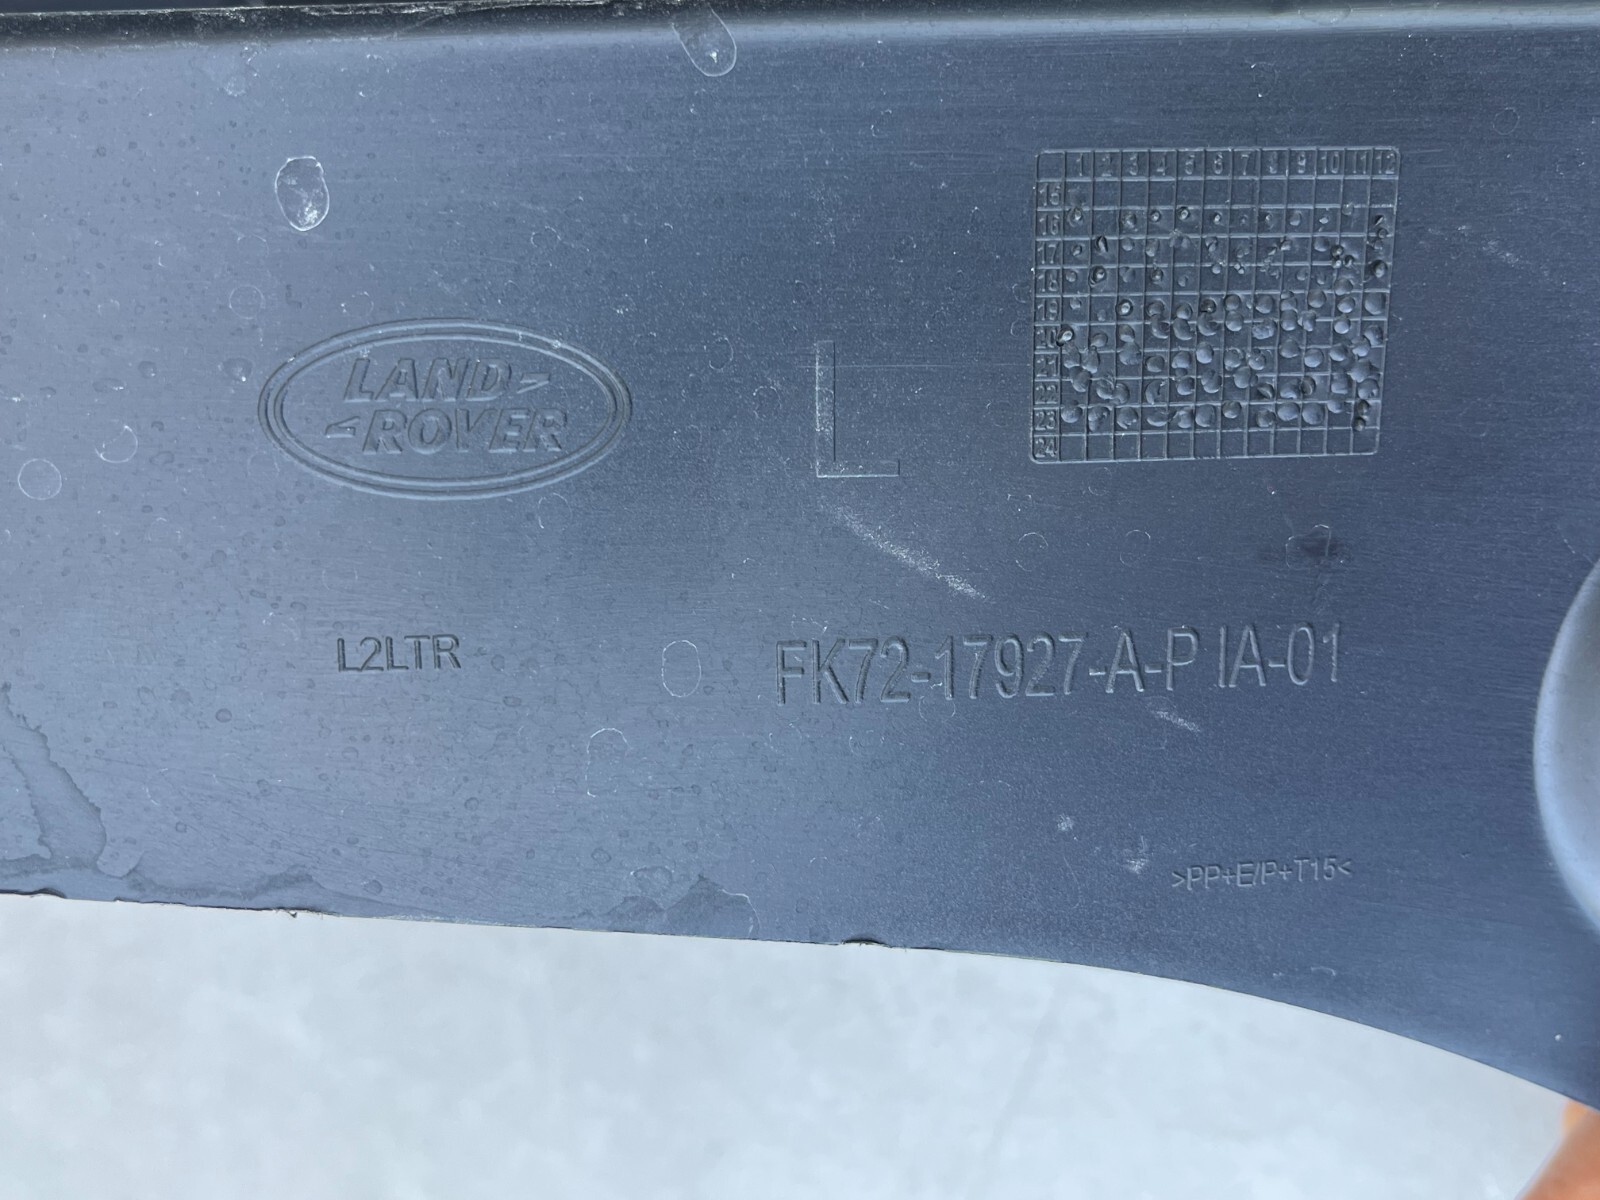 1 2 3 4 5 6 7 8 9 10 11 12
15
16
17
18
19
20
21
22
23
24
LAND
ROVER
L
L2LTR
FK72-17927-A-P IA-01
>PP+E/P+T15<